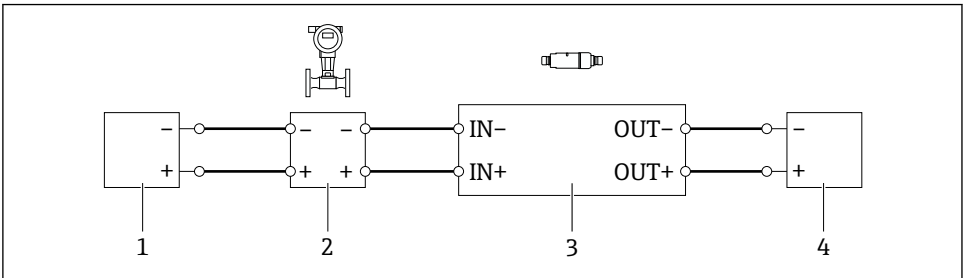 − − − IN− OUT− −
+ + + IN+ OUT+ +
1 2 3 4